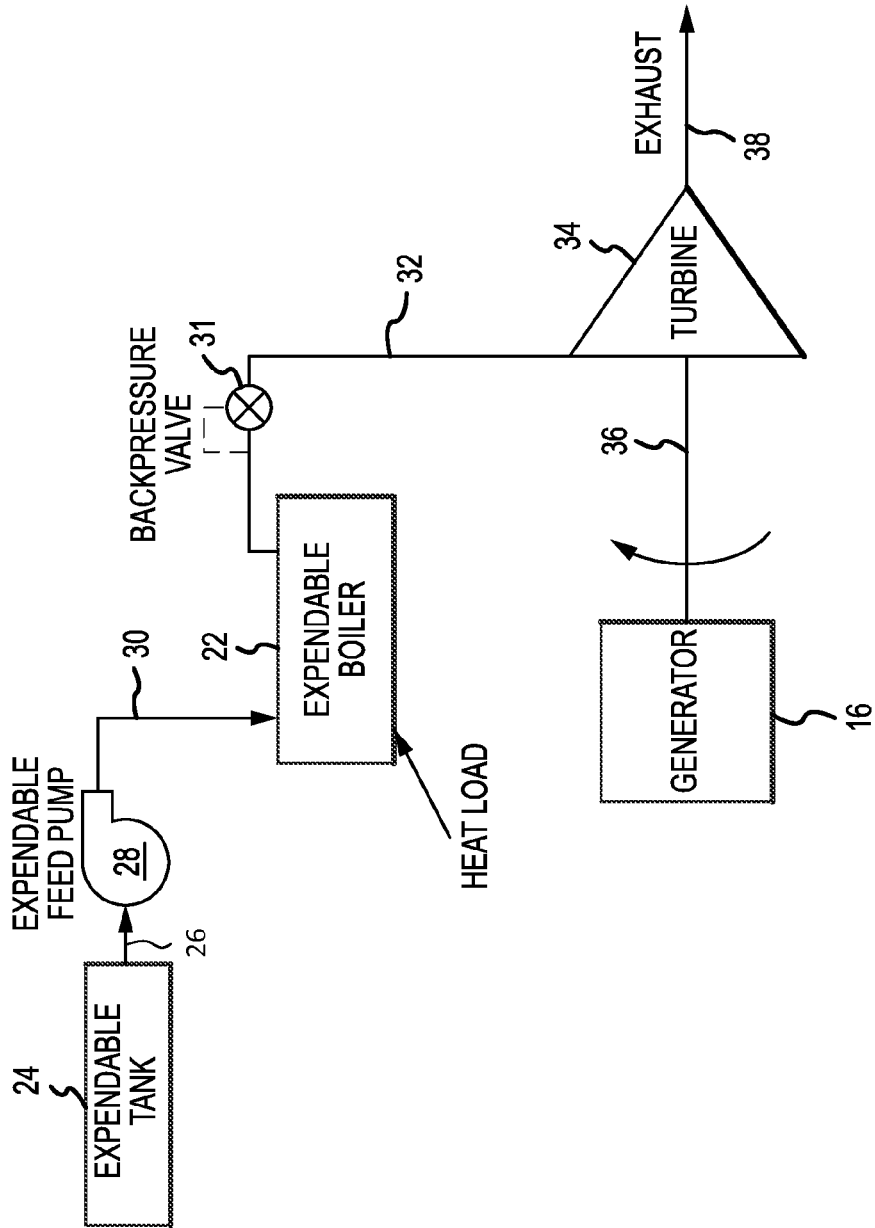 24
EXPENDABLE
TANK
26
EXPENDABLE
FEED PUMP
28
30
22
EXPENDABLE
BOILER
HEAT LOAD
BACKPRESSURE
VALVE
31
32
34
TURBINE
EXHAUST
38
36
GENERATOR
16